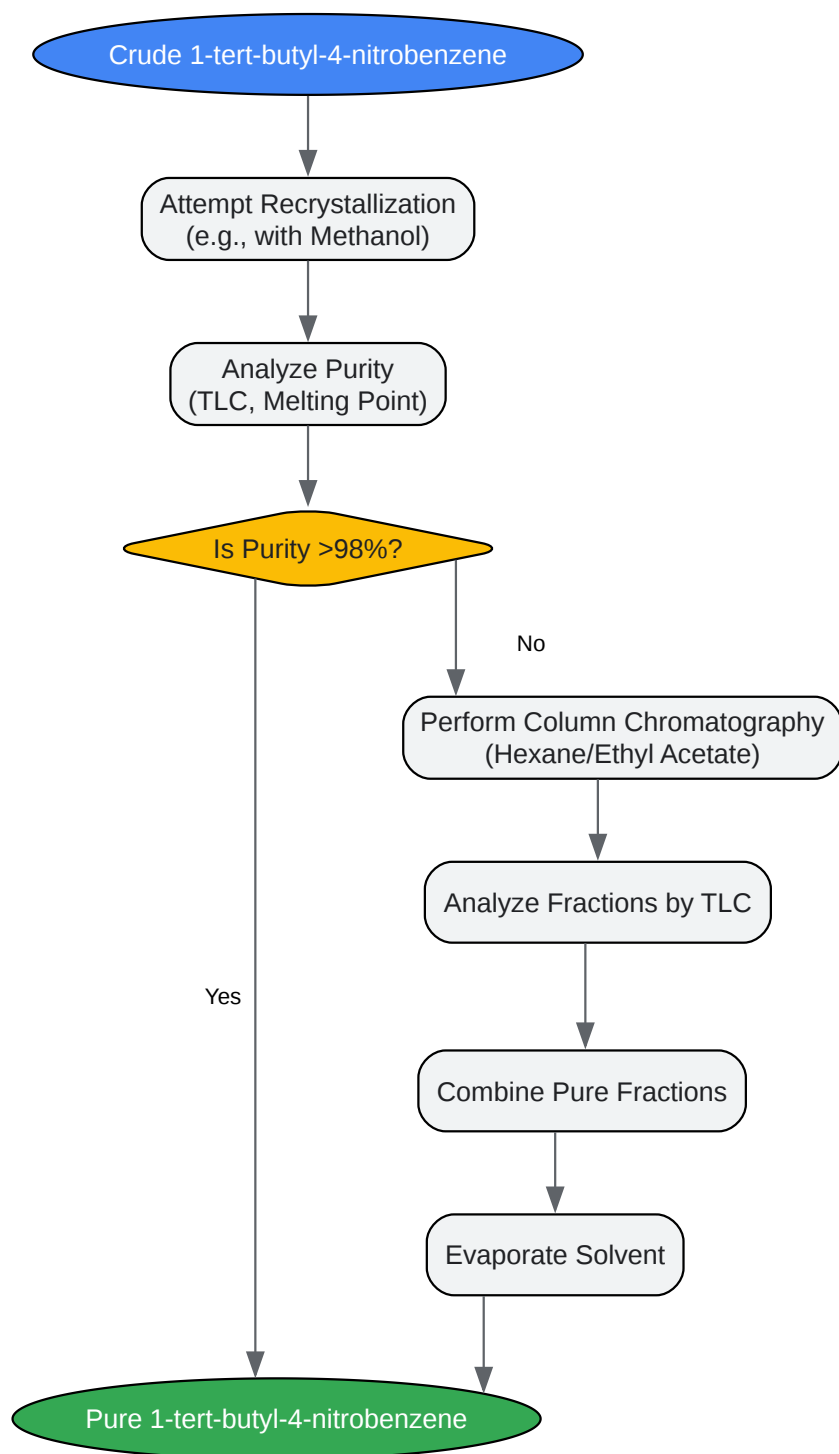 Crude 1-tert-butyl-4-nitrobenzene
Attempt Recrystallization
(e.g., with Methanol)
Analyze Purity
(TLC, Melting Point)
Is Purity >98%?
No
Perform Column Chromatography
(Hexane/Ethyl Acetate)
Analyze Fractions by TLC
Yes
Combine Pure Fractions
Evaporate Solvent
Pure 1-tert-butyl-4-nitrobenzene